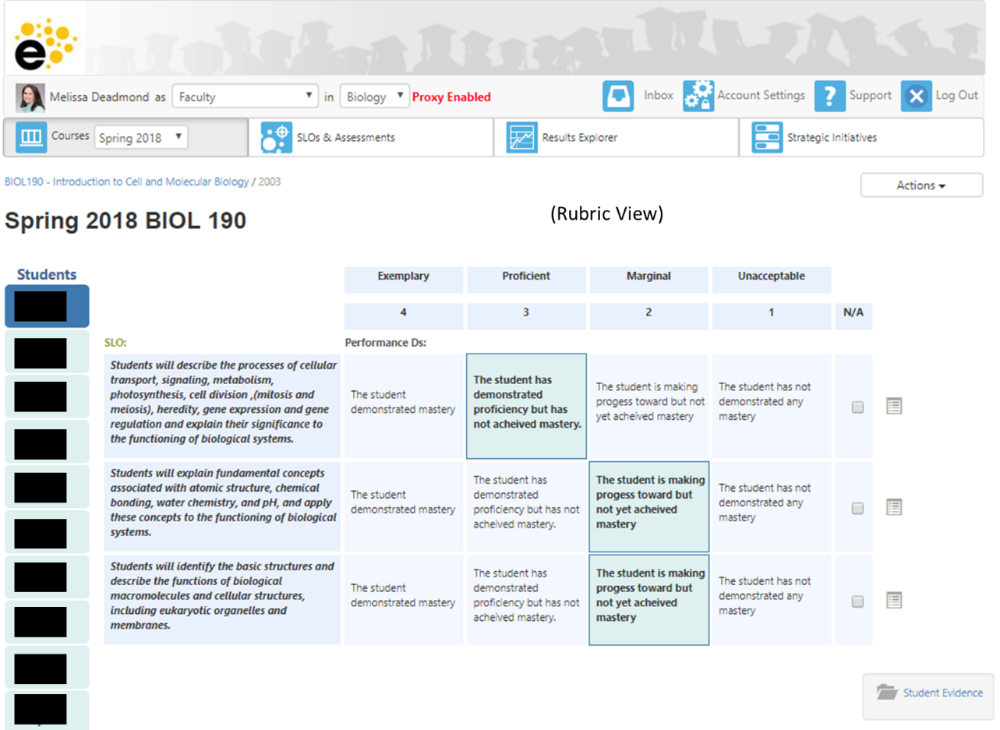 e
Melissa Deadmond as Faculty in Biology Proxy Enabled Inbox Account Settings ? Support Log Out
Courses Spring 2018 SLOs & Assessments Results Explorer Strategic Initiatives
BIOL190 - Introduction to Cell and Molecular Biology / 2003
Actions
(Rubric View)
Spring 2018 BIOL 190
Students
Exemplary Proficient Marginal Unacceptable
4 3 2 1 N/A
SLO: Performance Ds:
Students will describe the processes of cellular
transport, signaling, metabolism,
photosynthesis, cell division ,(mitosis and
meiosis), heredity, gene expression and gene
regulation and explain their significance to
the functioning of biological systems.
The student
demonstrated mastery
The student has
demonstrated
proficiency but has
not acheived mastery.
The student is making
progess toward but not
yet acheived mastery
The student has not
demonstrated any
mastery
Students will explain fundamental concepts
associated with atomic structure, chemical
bonding, water chemistry, and pH, and apply
these concepts to the functioning of biological
systems.
The student
demonstrated mastery
The student has
demonstrated
proficiency but has not
acheived mastery.
The student is making
progess toward but
not yet acheived
mastery
The student has not
demonstrated any
mastery
Students will identify the basic structures and
describe the functions of biological
macromolecules and cellular structures,
including eukaryotic organelles and
membranes.
The student
demonstrated mastery
The student has
demonstrated
proficiency but has not
acheived mastery.
The student is making
progess toward but
not yet acheived
mastery
The student has not
demonstrated any
mastery
Student Evidence